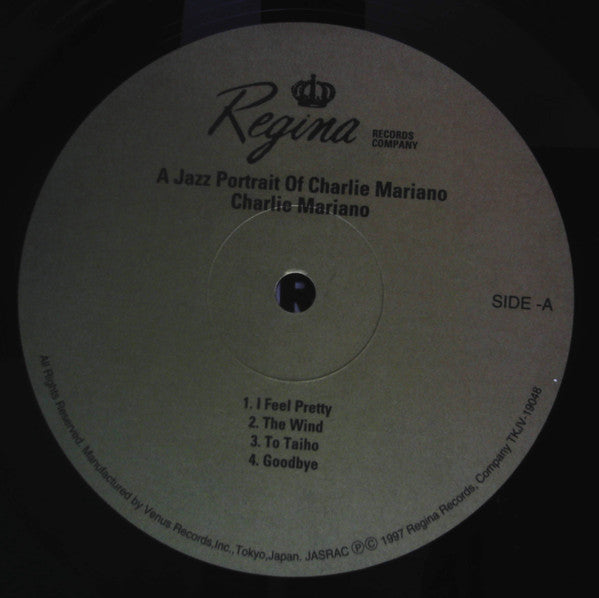 Regina RECORDS COMPANY
A Jazz Portrait Of Charlie Mariano
Charlie Mariano
SIDE -A
1. I Feel Pretty
2. The Wind
3. To Taiho
4. Goodbye
All Rights Reserved. Manufactured by Venus Records,Inc.,Tokyo,Japan. JASRAC ⓅⒸ 1997 Regina Records, Company TKJV-19048